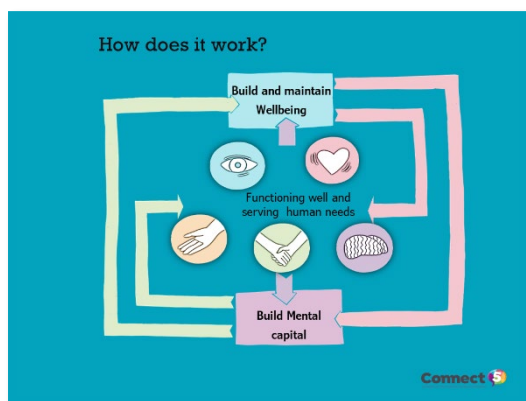 How does it work?
Build and maintain
Wellbeing
Functioning well and
serving human needs
Build Mental
capital
Connect 5